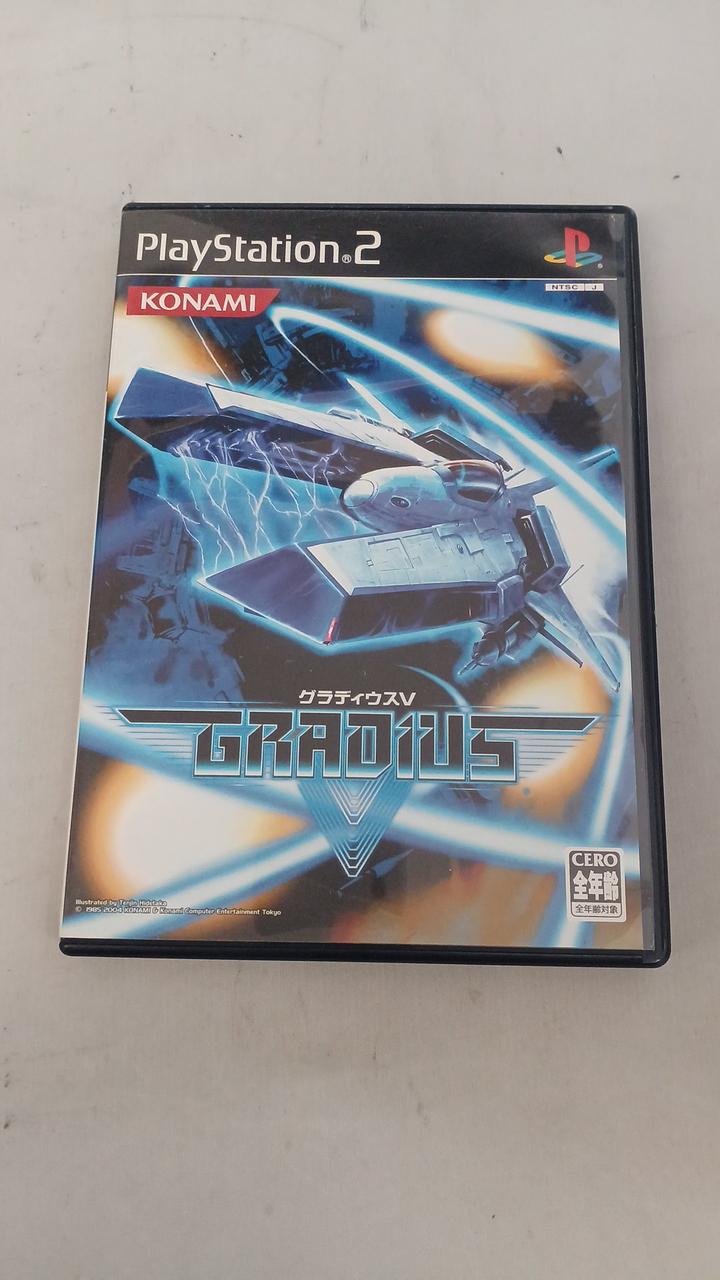 PlayStation®2
NTSC J
KONAMI
グラディウスV
GRADIUS
V
CERO
全年齢
全年齢対象
Illustrated by Tenjin Hidetaka
© 1985 2004 KONAMI & Konami Computer Entertainment Tokyo